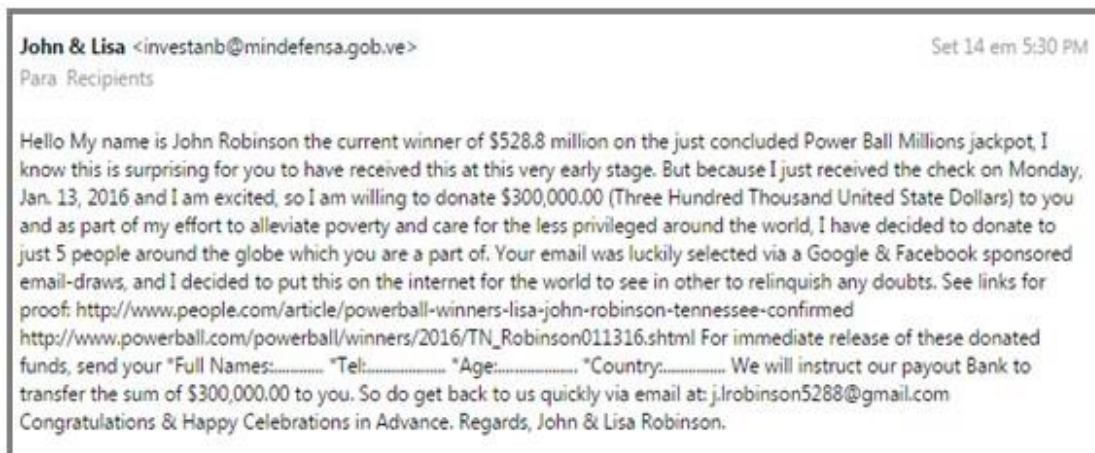 John & Lisa <investanb@mindefensa.gob.ve> Set 14 em 5:30 PM
Para Recipients
Hello My name is John Robinson the current winner of $528.8 million on the just concluded Power Ball Millions jackpot, I
know this is surprising for you to have received this at this very early stage. But because I just received the check on Monday,
Jan. 13, 2016 and I am excited, so I am willing to donate $300,000.00 (Three Hundred Thousand United State Dollars) to you
and as part of my effort to alleviate poverty and care for the less privileged around the world, I have decided to donate to
just 5 people around the globe which you are a part of. Your email was luckily selected via a Google & Facebook sponsored
email-draws, and I decided to put this on the internet for the world to see in other to relinquish any doubts. See links for
proof: http://www.people.com/article/powerball-winners-lisa-john-robinson-tennessee-confirmed
http://www.powerball.com/powerball/winners/2016/TN_Robinson011316.shtml For immediate release of these donated
funds, send your *Full Names:............. *Tel:.................... *Age:.................... *Country:................ We will instruct our payout Bank to
transfer the sum of $300,000.00 to you. So do get back to us quickly via email at: j.lrobinson5288@gmail.com
Congratulations & Happy Celebrations in Advance. Regards, John & Lisa Robinson.